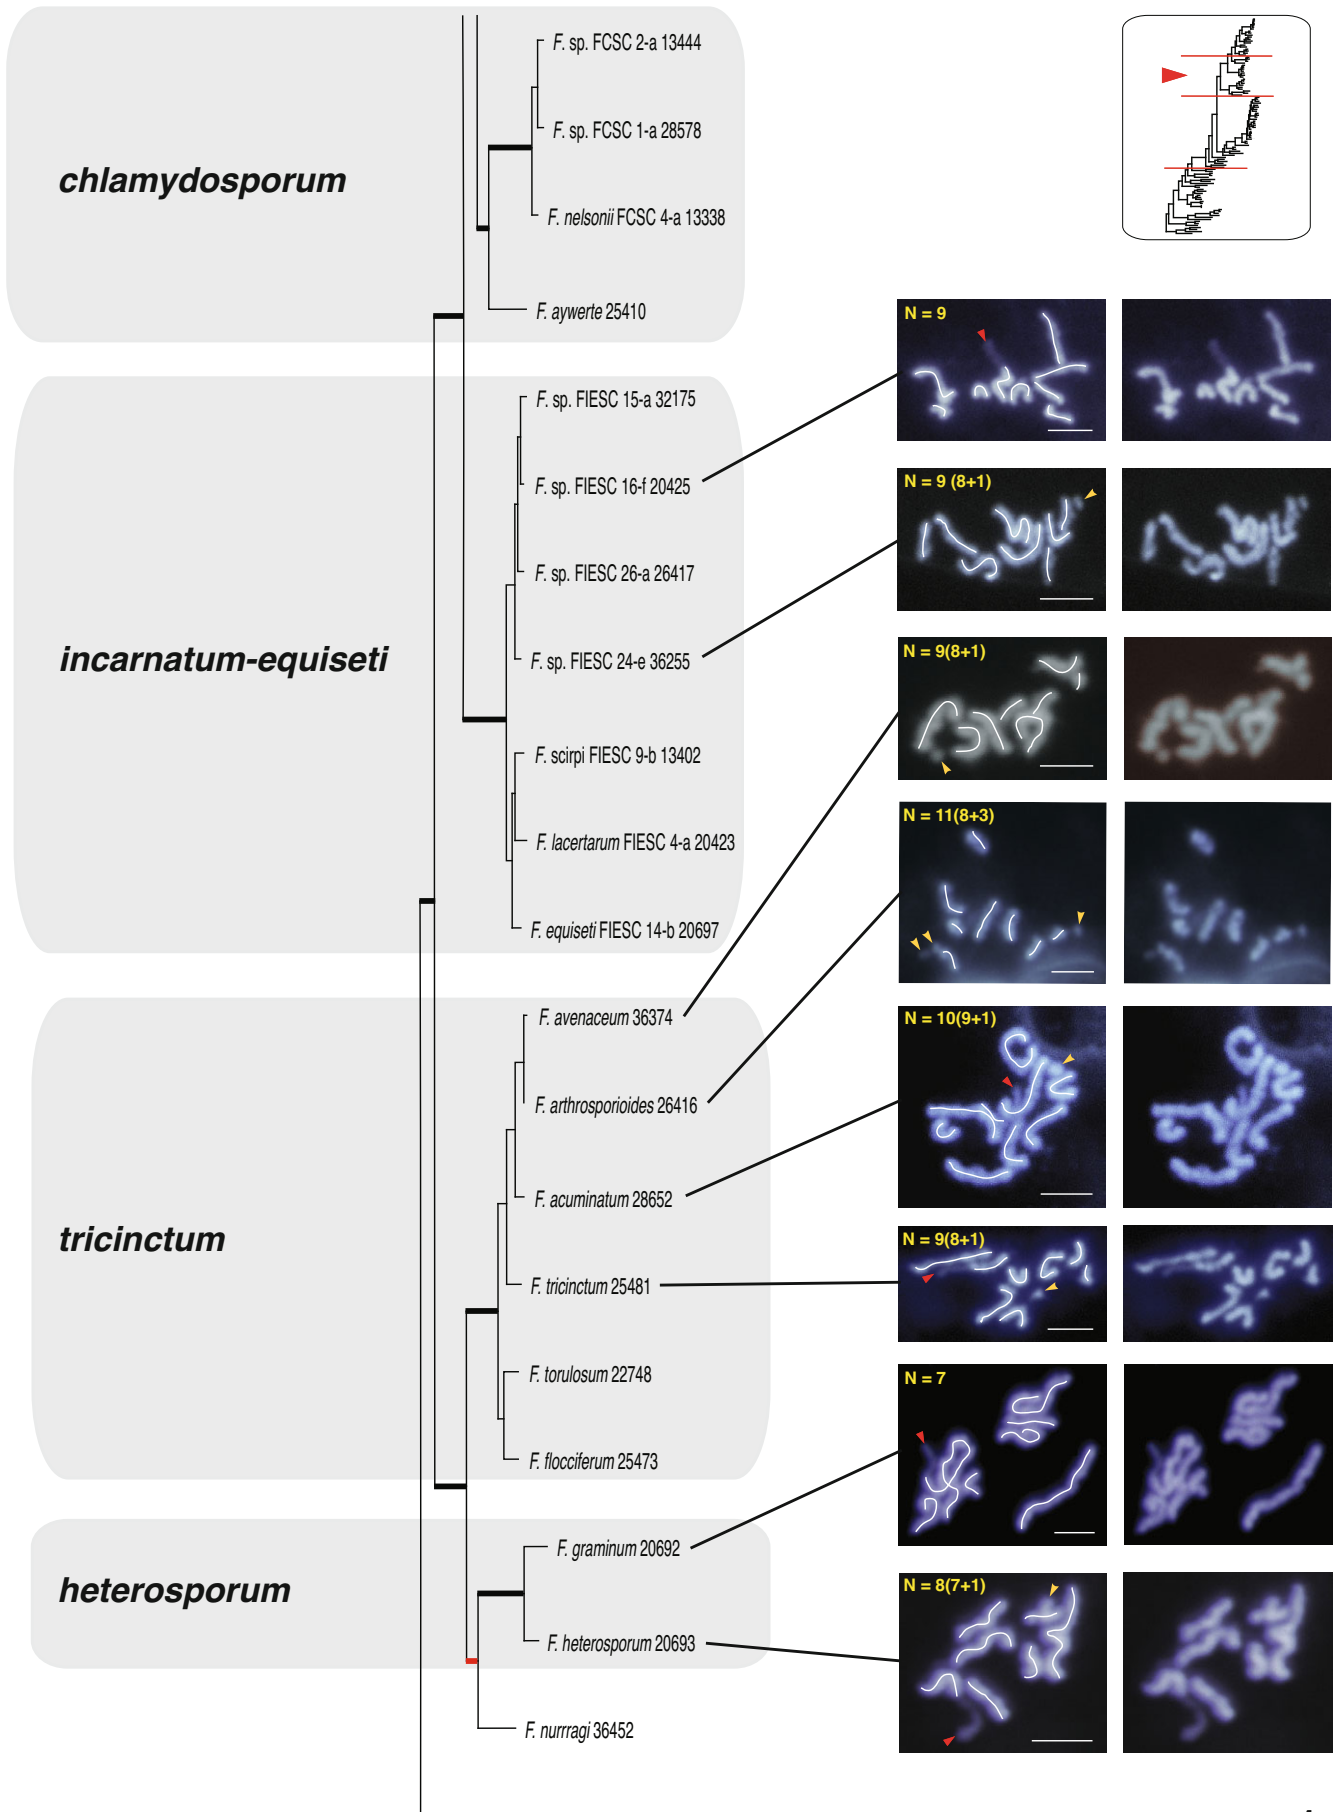 F. sp. FCSC 2-a 13444
F. sp. FCSC 1-a 28578
chlamydosporum
F. nelsonii FCSC 4-a 13338
F. aywerte 25410
N = 9
F. sp. FIESC 15-a 32175
F. sp. FIESC 16-f 20425
N = 9 (8+1)
F. sp. FIESC 26-a 26417
incarnatum-equiseti
F. sp. FIESC 24-e 36255
N = 9(8+1)
F. scirpi FIESC 9-b 13402
N = 11(8+3)
F. lacertarum FIESC 4-a 20423
F. equiseti FIESC 14-b 20697
F. avenaceum 36374
N = 10(9+1)
F. arthrosporioides 26416
F. acuminatum 28652
tricinctum
N = 9(8+1)
F. tricinctum 25481
F. torulosum 22748
N = 7
F. flocciferum 25473
F. graminum 20692
heterosporum
N = 8(7+1)
F. heterosporum 20693
F. nurrragi 36452